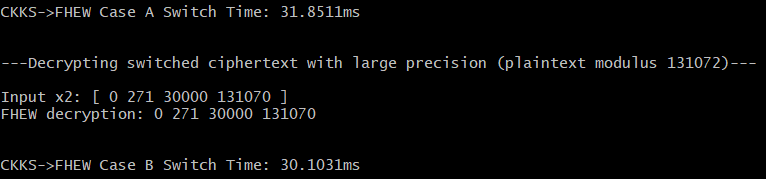 CKKS->FHEW Case A Switch Time: 31.8511ms
---Decrypting switched ciphertext with large precision (plaintext modulus 131072)---
Input x2: [ 0 271 30000 131070 ]
FHEW decryption: 0 271 30000 131070
CKKS->FHEW Case B Switch Time: 30.1031ms